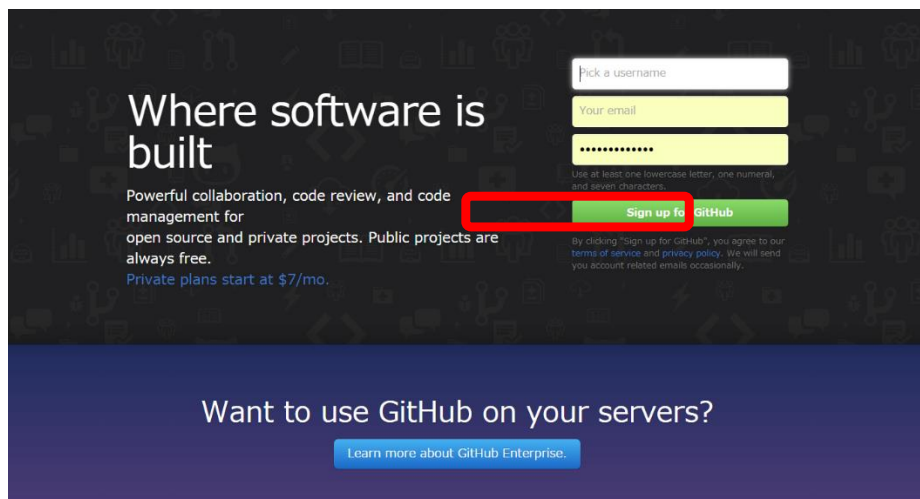 Where software is
built
Powerful collaboration, code review, and code
management for
open source and private projects. Public projects are
always free.
Private plans start at $7/mo.
Pick a username
Your email
•••••••••••••
Use at least one lowercase letter, one numeral,
and seven characters.
Sign up for GitHub
By clicking "Sign up for GitHub", you agree to our
terms of service and privacy policy. We will send
you account related emails occasionally.
Want to use GitHub on your servers?
Learn more about GitHub Enterprise.